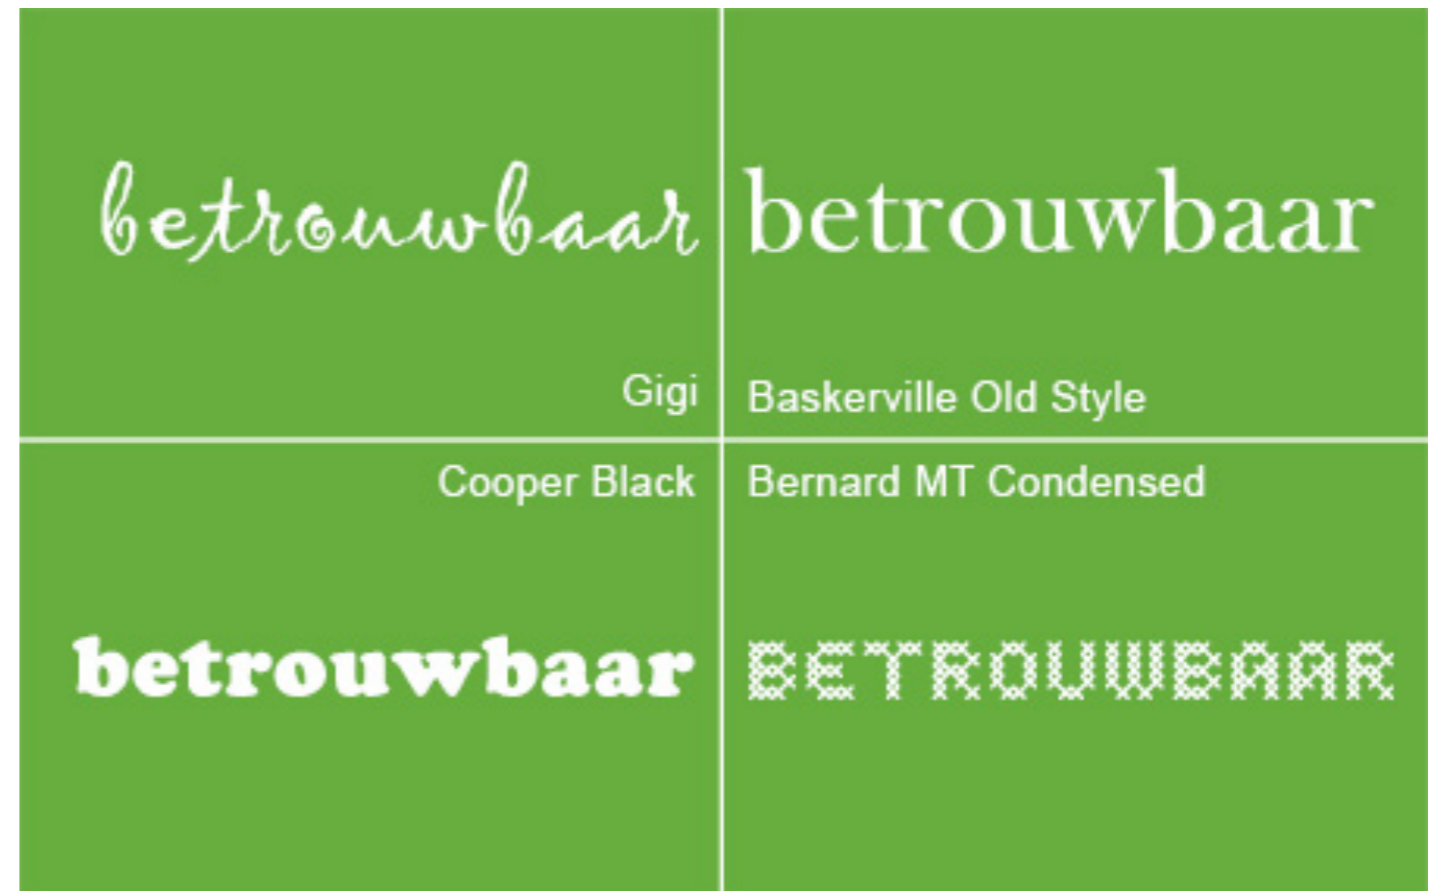 betrouwbaar
Gigi
betrouwbaar
Baskerville Old Style
Cooper Black
betrouwbaar
Bernard MT Condensed
BETROUWBAAR